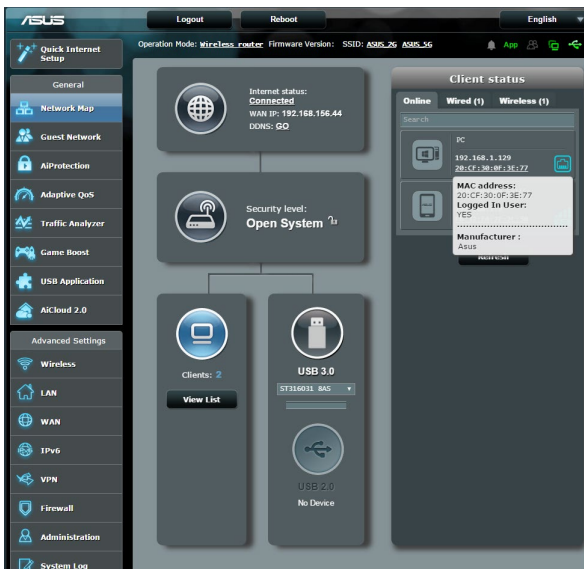 ASUS
Logout
Reboot
English
Quick Internet
Setup
Operation Mode: Wireless router Firmware Version: SSID: ASUS_2G ASUS_5G
App
General
Network Map
Guest Network
AiProtection
Adaptive QoS
Traffic Analyzer
Game Boost
USB Application
AiCloud 2.0
Advanced Settings
Wireless
LAN
WAN
IPv6
VPN
Firewall
Administration
System Log
Internet status:
Connected
WAN IP: 192.168.156.44
DDNS: GO
Security level:
Open System
Clients: 2
View List
USB 3.0
ST316031 8AS
USB 2.0
No Device
Client status
Online Wired (1) Wireless (1)
Search
PC
192.168.1.129
20:CF:30:0F:3E:77
MAC address:
20:CF:30:0F:3E:77
Logged In User:
YES
Manufacturer :
Asus
Refresh